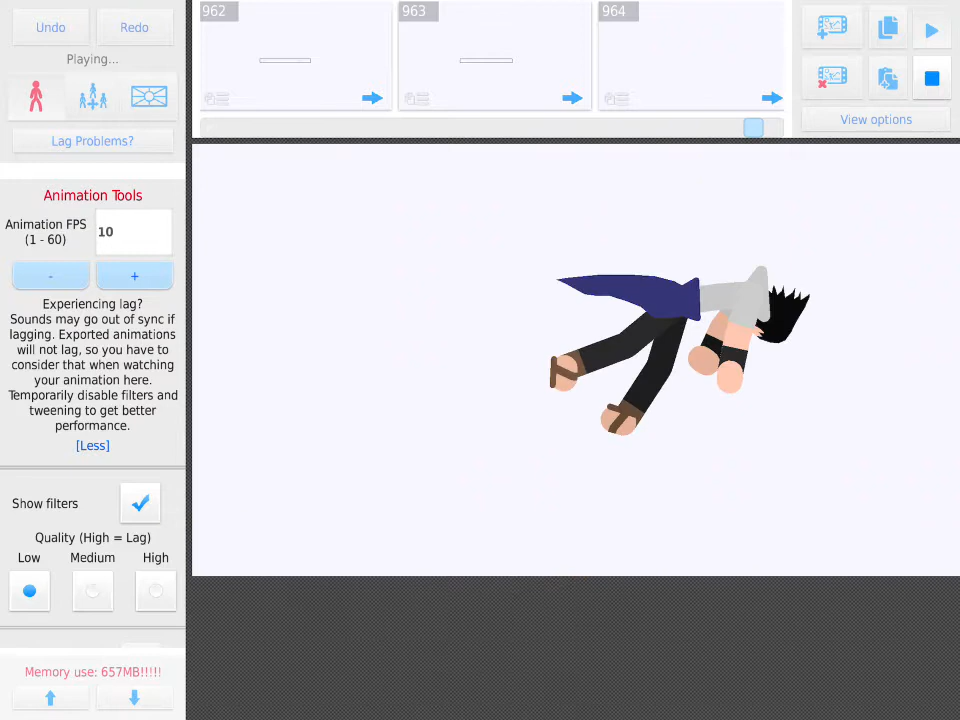 Undo
Redo
Playing...
Lag Problems?
962
963
964
View options
Animation Tools
Animation FPS
(1 - 60)
10
-
+
Experiencing lag?
Sounds may go out of sync if
lagging. Exported animations
will not lag, so you have to
consider that when watching
your animation here.
Temporarily disable filters and
tweening to get better
performance.
[Less]
Show filters
Quality (High = Lag)
Low
Medium
High
Memory use: 657MB!!!!!